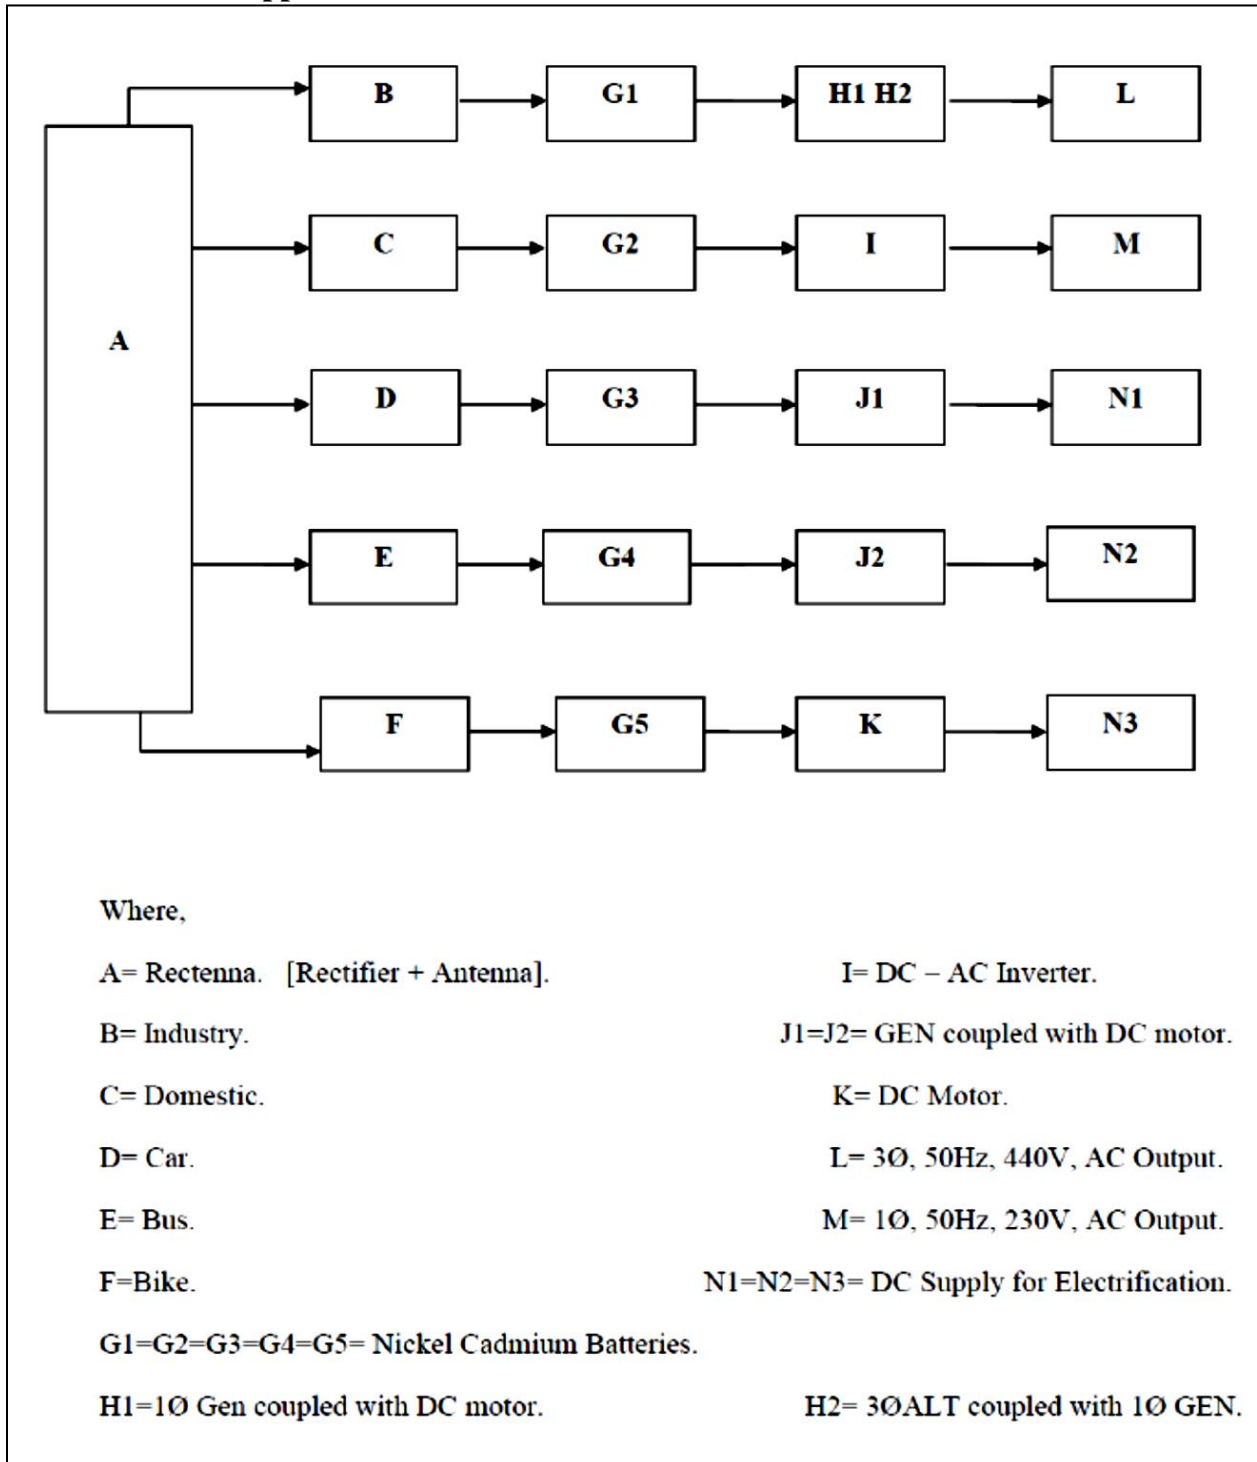 B G1 H1 H2 L
C G2 I M
A
D G3 J1 N1
E G4 J2 N2
F G5 K N3
Where,
A= Rectenna. [Rectifier + Antenna]. I= DC – AC Inverter.
B= Industry. J1=J2= GEN coupled with DC motor.
C= Domestic. K= DC Motor.
D= Car. L= 3Ø, 50Hz, 440V, AC Output.
E= Bus. M= 1Ø, 50Hz, 230V, AC Output.
F=Bike. N1=N2=N3= DC Supply for Electrification.
G1=G2=G3=G4=G5= Nickel Cadmium Batteries.
H1=1Ø Gen coupled with DC motor. H2= 3ØALT coupled with 1Ø GEN.